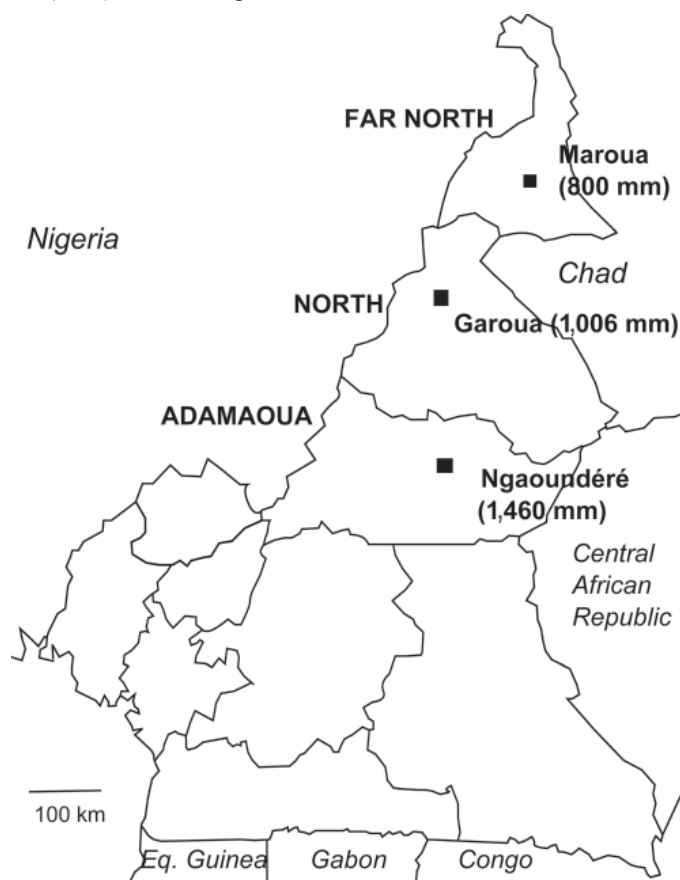 FAR NORTH
Maroua
(800 mm)
Nigeria
Chad
NORTH
Garoua (1,006 mm)
ADAMAOUA
Ngaoundéré
(1,460 mm)
Central
African
Republic
100 km
Eq. Guinea
Gabon
Congo